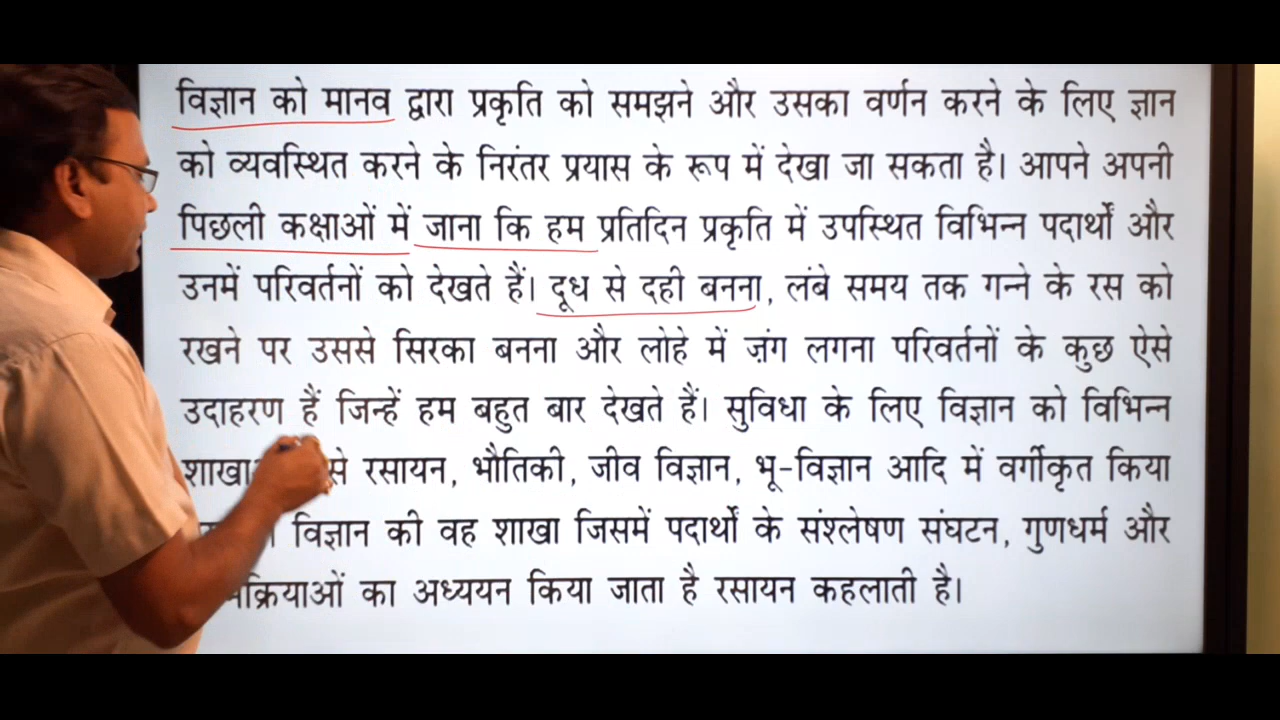 विज्ञान को मानव द्वारा प्रकृति को समझने और उसका वर्णन करने के लिए ज्ञान
को व्यवस्थित करने के निरंतर प्रयास के रूप में देखा जा सकता है। आपने अपनी
पिछली कक्षाओं में जाना कि हम प्रतिदिन प्रकृति में उपस्थित विभिन्न पदार्थों और
उनमें परिवर्तनों को देखते हैं। दूध से दही बनना, लंबे समय तक गन्ने के रस को
रखने पर उससे सिरका बनना और लोहे में ज़ंग लगना परिवर्तनों के कुछ ऐसे
उदाहरण हैं जिन्हें हम बहुत बार देखते हैं। सुविधा के लिए विज्ञान को विभिन्न
रसायन, भौतिकी, जीव विज्ञान, भू-विज्ञान आदि में वर्गीकृत किया
विज्ञान की वह शाखा जिसमें पदार्थों के संश्लेषण संघटन, गुणधर्म और
का अध्ययन किया जाता है रसायन कहलाती है।